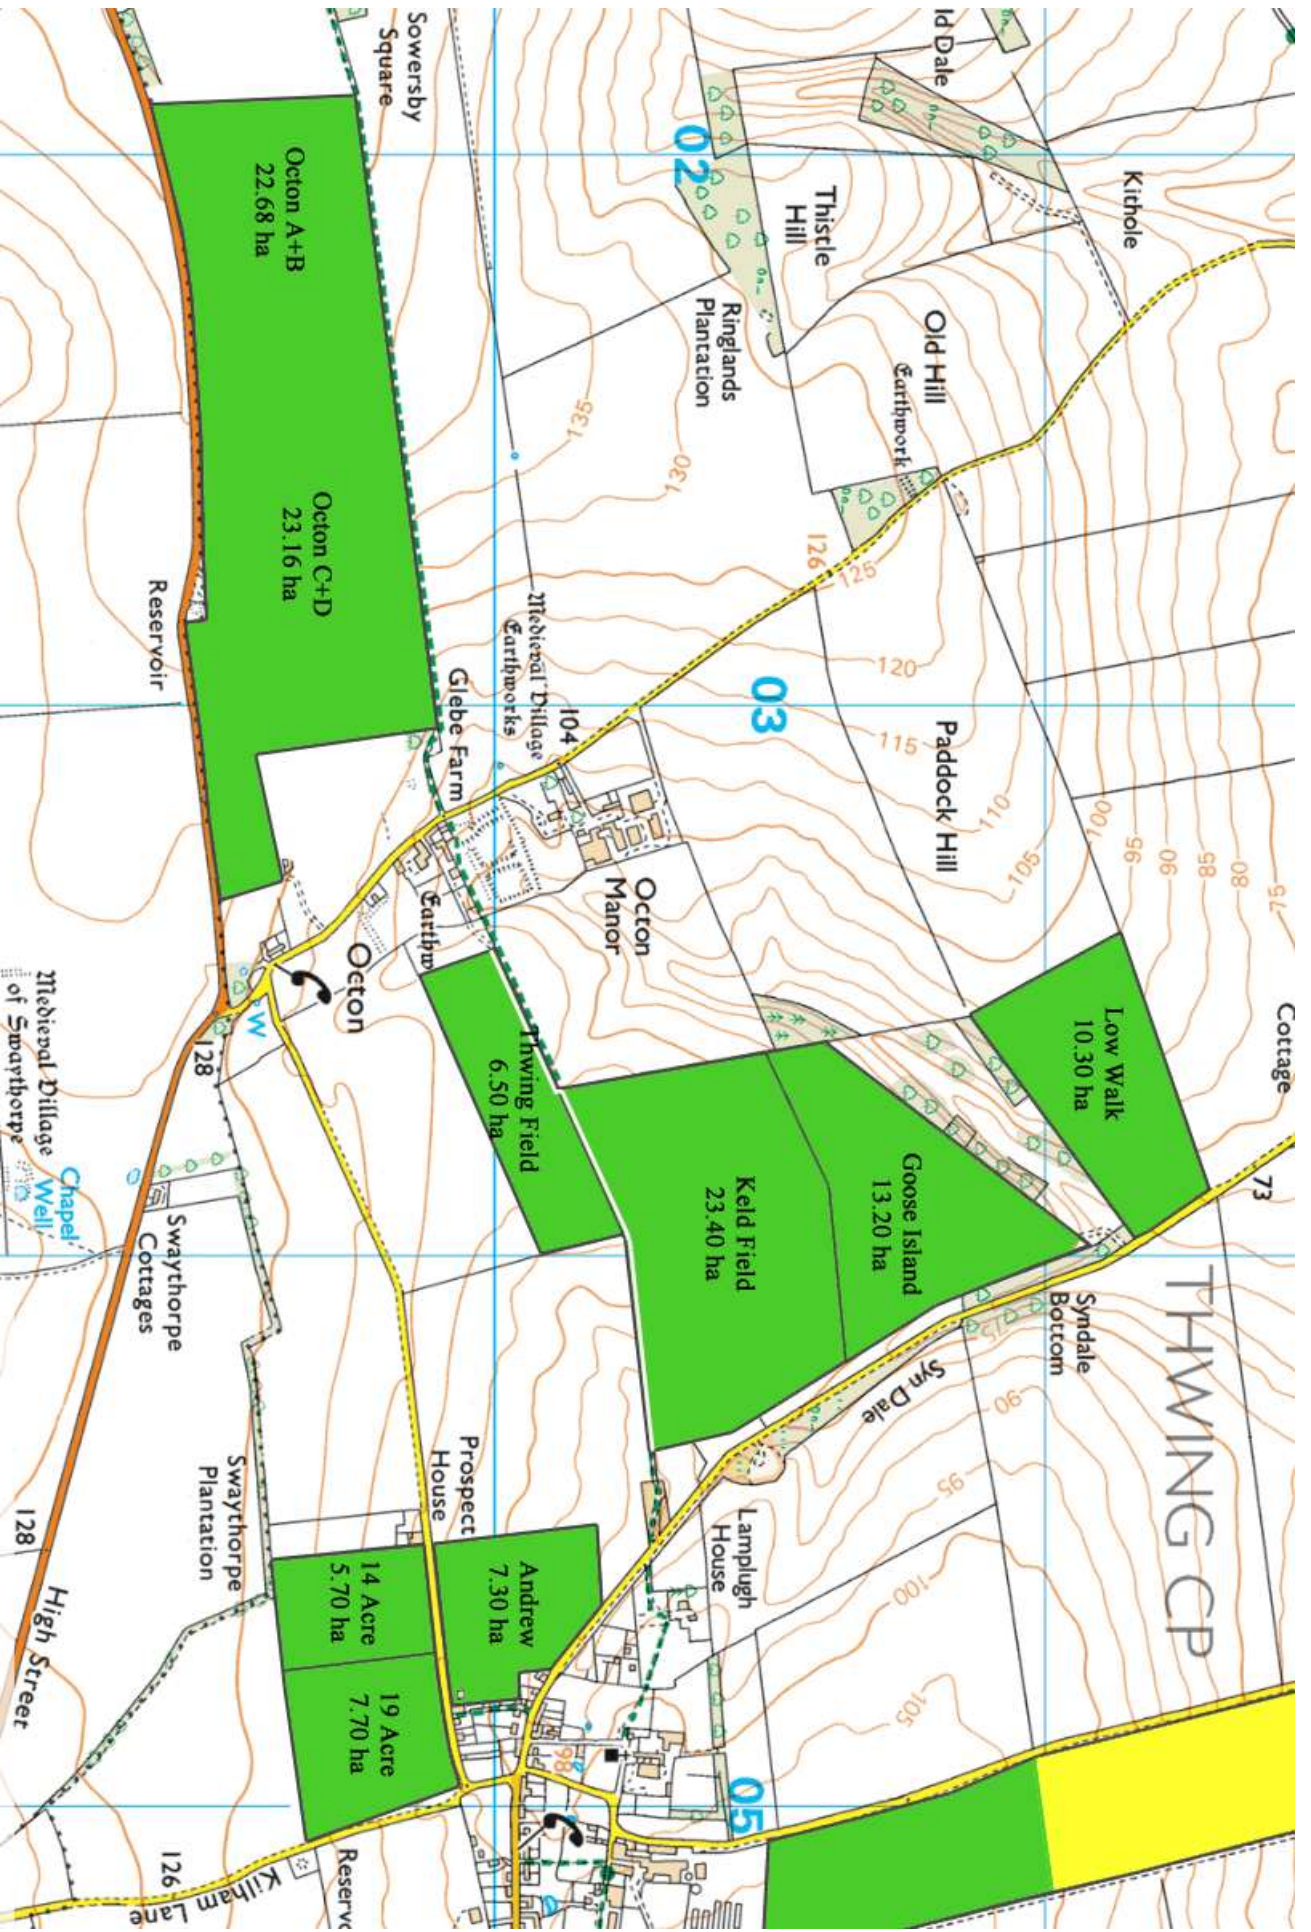 Cottage
73
THWING CP
75
80
85
90
95
100
Kithole
Low Walk
10.30 ha
Syndale
Bottom
75
ld Dale
Old Hill
Earthwork
Paddock Hill
110
105
115
120
Goose Island
13.20 ha
Syn Dale
90
95
100
105
Thistle
Hill
126
125
03
Keld Field
23.40 ha
Lamplugh
House
05
02
Ringlands
Plantation
130
135
Octon
Manor
104
Medieval Village
Earthworks
Thwing Field
6.50 ha
Andrew
7.30 ha
98
Sowersby
Square
Glebe Farm
Earthw
Prospect
House
Octon A+B
22.68 ha
Octon C+D
23.16 ha
Octon
W
14 Acre
5.70 ha
19 Acre
7.70 ha
Reservo
Reservoir
128
Swaythorpe
Cottages
Swaythorpe
Plantation
Kilham Lane
126
Medieval Village
of Swaythorpe
Chapel
Well
128
High Street